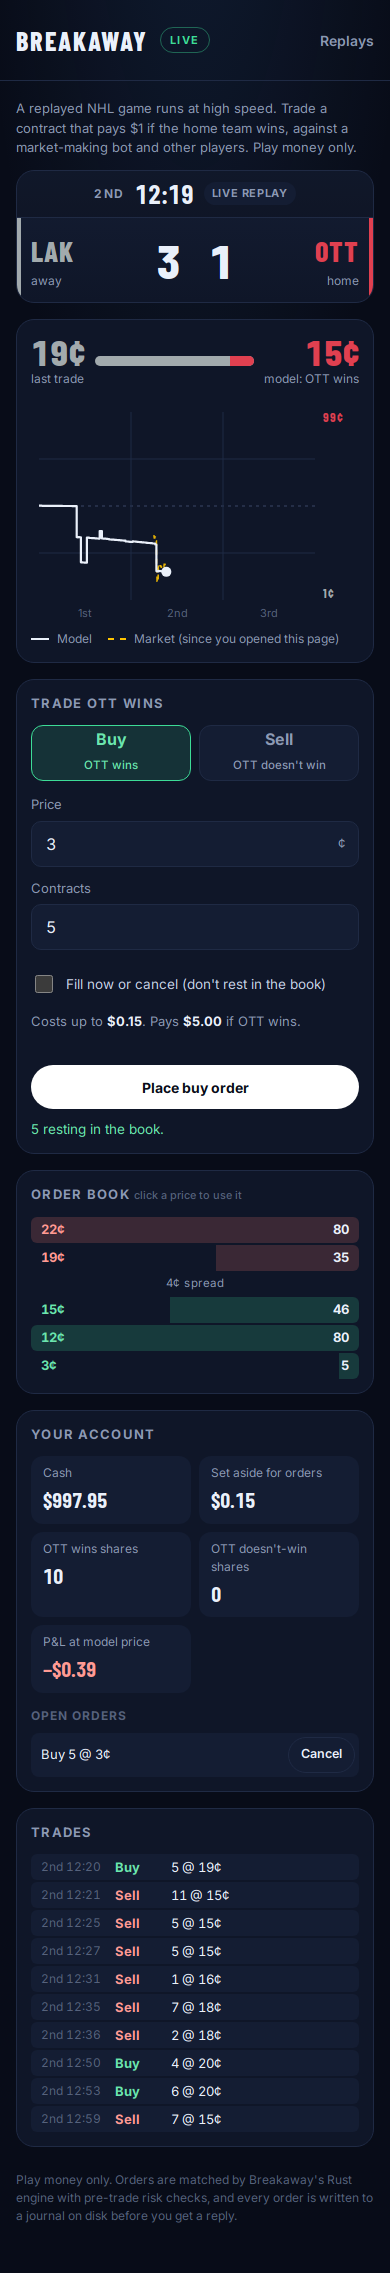 BREAKAWAY LIVE Replays
A replayed NHL game runs at high speed. Trade a
contract that pays $1 if the home team wins, against a
market-making bot and other players. Play money only.
2ND 12:19 LIVE REPLAY
LAK 3 1 OTT
away home
19¢ 15¢
last trade model: OTT wins
99¢
1¢
1st 2nd 3rd
Model Market (since you opened this page)
TRADE OTT WINS
Buy Sell
OTT wins OTT doesn't win
Price
3 ¢
Contracts
5
Fill now or cancel (don't rest in the book)
Costs up to $0.15. Pays $5.00 if OTT wins.
Place buy order
5 resting in the book.
ORDER BOOK click a price to use it
22¢ 80
19¢ 35
4¢ spread
15¢ 46
12¢ 80
3¢ 5
YOUR ACCOUNT
Cash Set aside for orders
$997.95 $0.15
OTT wins shares OTT doesn't-win
shares
10 0
P&L at model price
−$0.39
OPEN ORDERS
Buy 5 @ 3¢ Cancel
TRADES
2nd 12:20 Buy 5 @ 19¢
2nd 12:21 Sell 11 @ 15¢
2nd 12:25 Sell 5 @ 15¢
2nd 12:27 Sell 5 @ 15¢
2nd 12:31 Sell 1 @ 16¢
2nd 12:35 Sell 7 @ 18¢
2nd 12:36 Sell 2 @ 18¢
2nd 12:50 Buy 4 @ 20¢
2nd 12:53 Buy 6 @ 20¢
2nd 12:59 Sell 7 @ 15¢
Play money only. Orders are matched by Breakaway's Rust
engine with pre-trade risk checks, and every order is written to
a journal on disk before you get a reply.